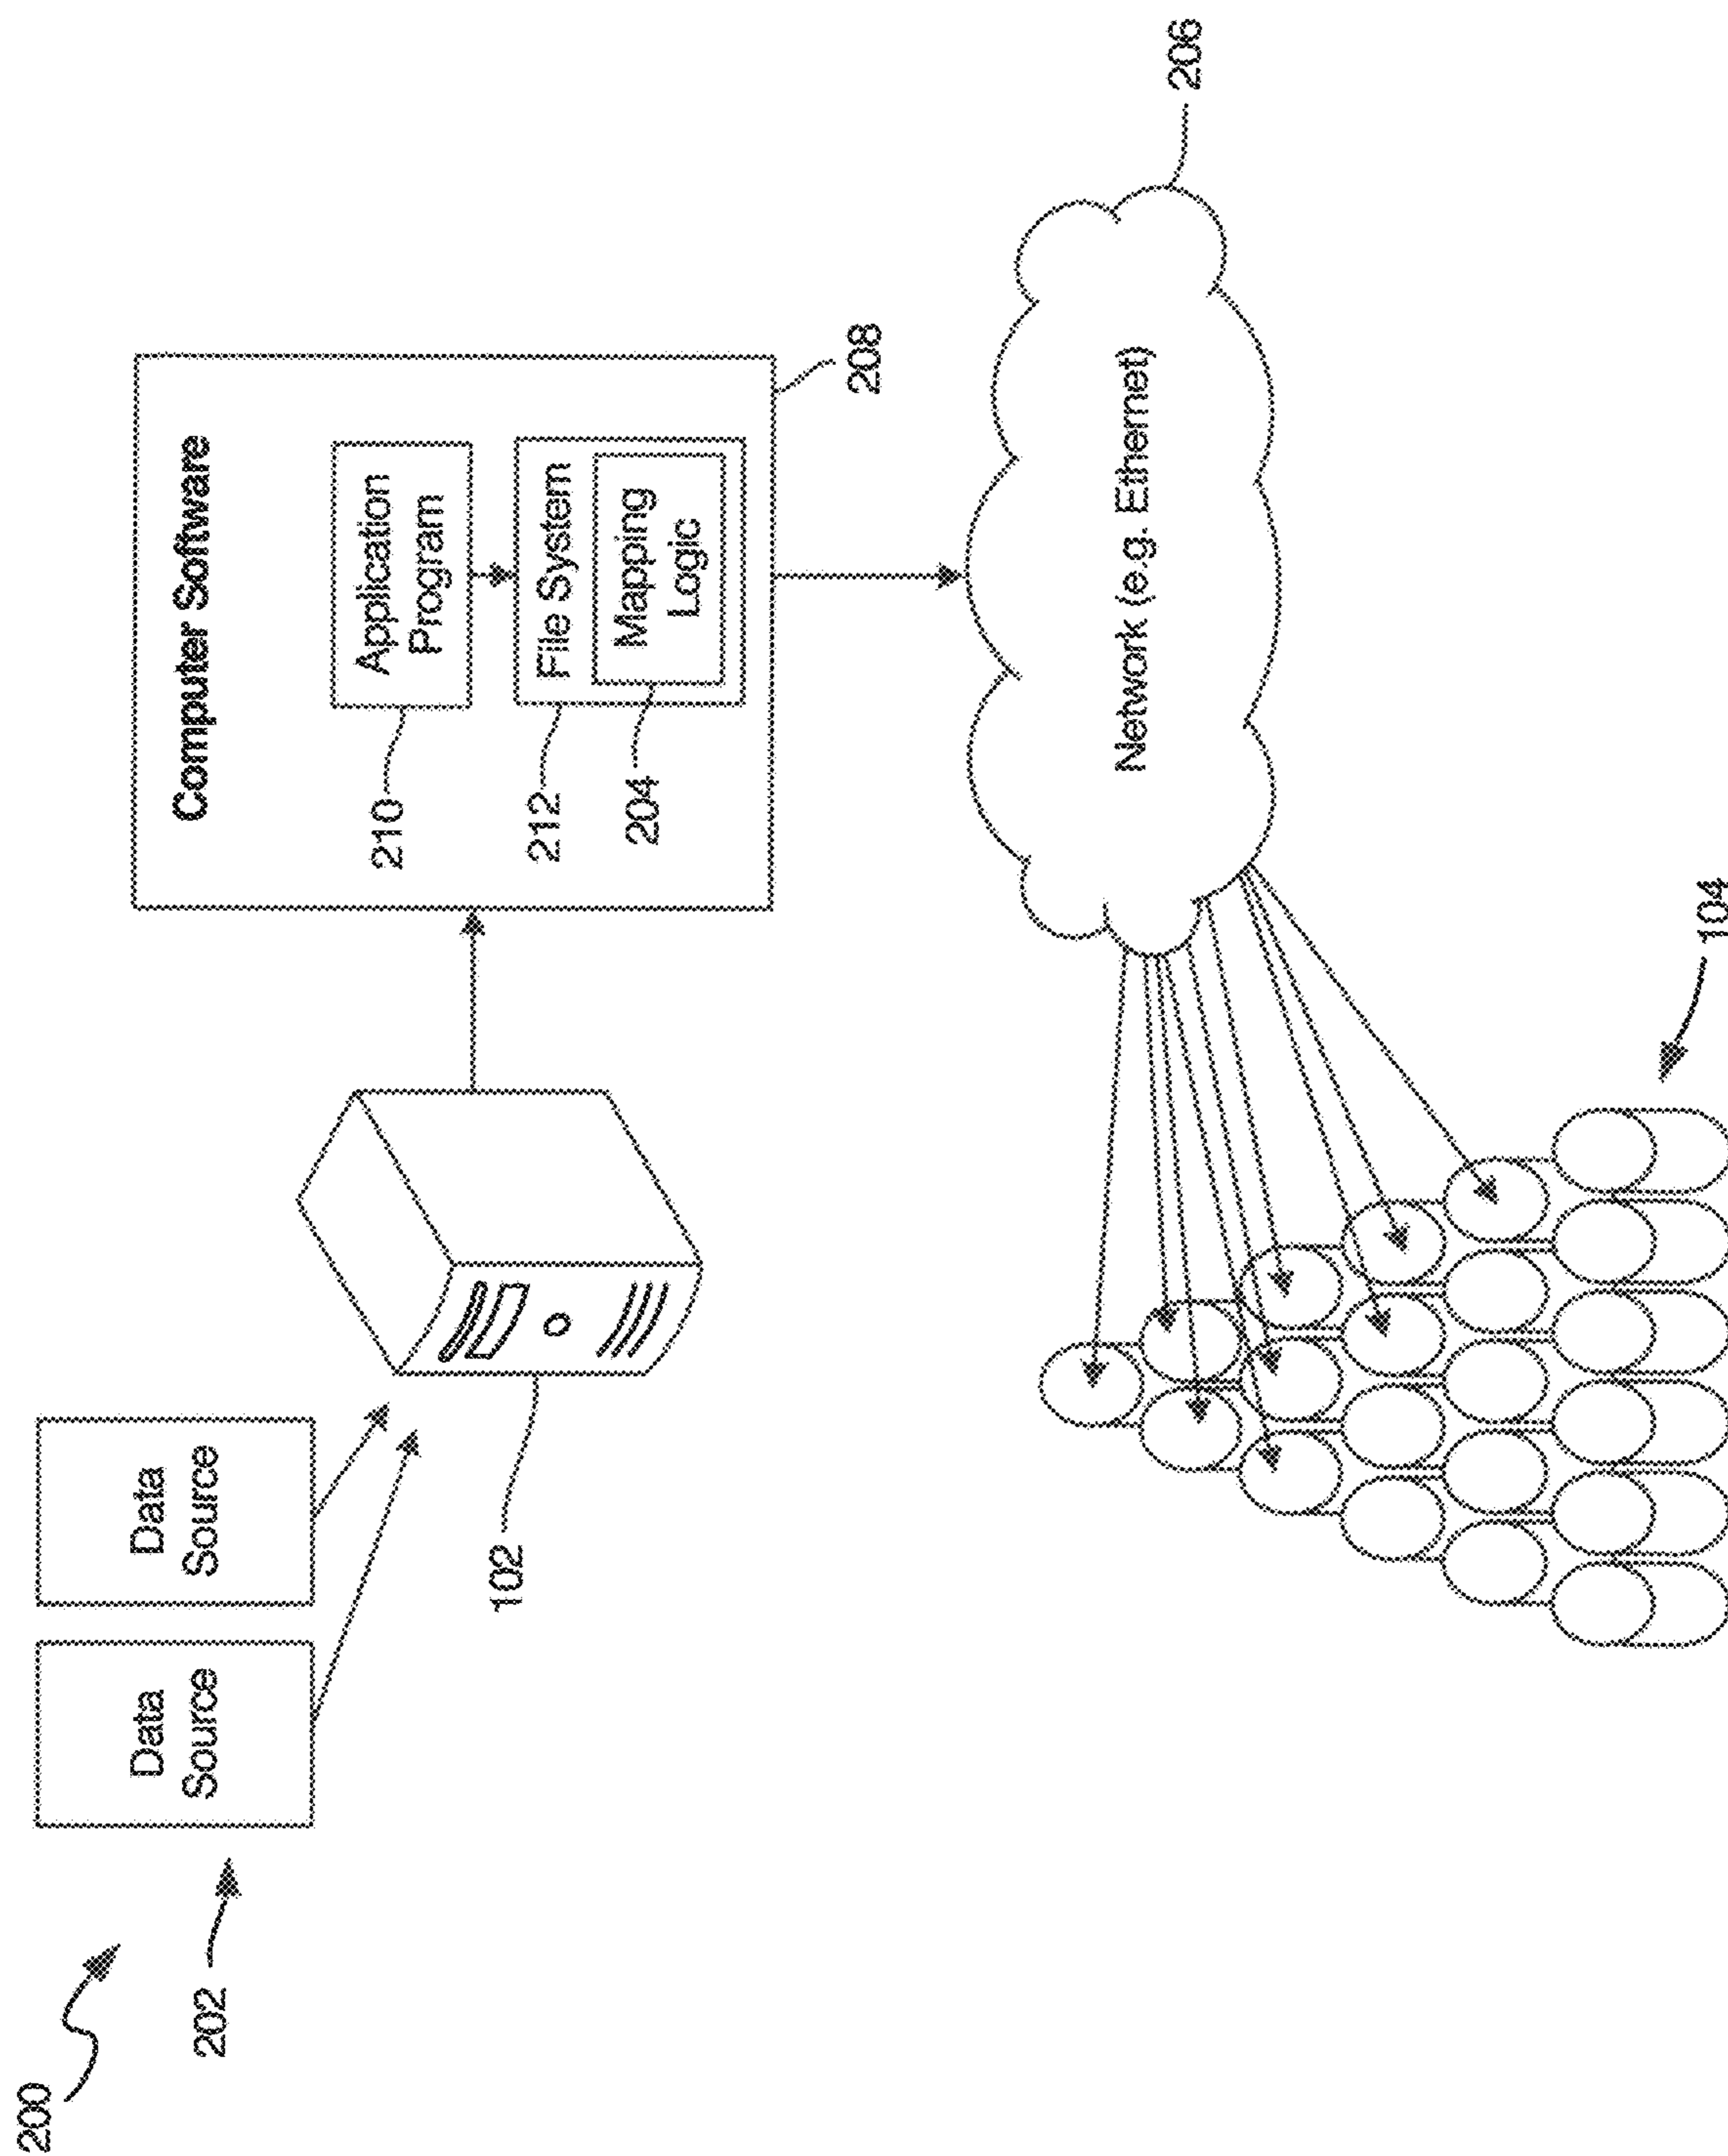 200
202
Data
Source
Data
Source
102
Computer Software
Application
Program
210
File System
212
Mapping
Logic
204
208
Network (e.g. Ethernet)
206
104